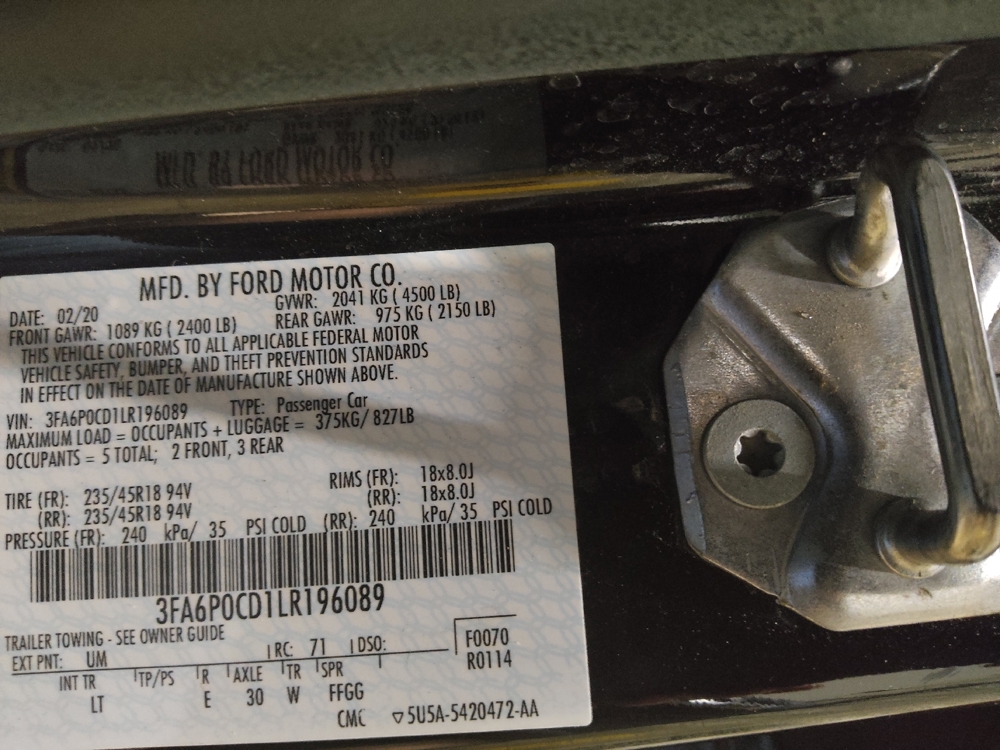 MFD. BY FORD MOTOR CO.
DATE: 02/20 GVWR: 2041 KG ( 4500 LB)
FRONT GAWR: 1089 KG ( 2400 LB) REAR GAWR: 975 KG ( 2150 LB)
THIS VEHICLE CONFORMS TO ALL APPLICABLE FEDERAL MOTOR
VEHICLE SAFETY, BUMPER, AND THEFT PREVENTION STANDARDS
IN EFFECT ON THE DATE OF MANUFACTURE SHOWN ABOVE.
VIN: 3FA6P0CD1LR196089 TYPE: Passenger Car
MAXIMUM LOAD = OCCUPANTS + LUGGAGE = 375KG/ 827LB
OCCUPANTS = 5 TOTAL; 2 FRONT, 3 REAR
TIRE (FR): 235/45R18 94V RIMS (FR): 18x8.0J
(RR): 235/45R18 94V (RR): 18x8.0J
PRESSURE (FR): 240 kPa/ 35 PSI COLD (RR): 240 kPa/ 35 PSI COLD
3FA6P0CD1LR196089
TRAILER TOWING - SEE OWNER GUIDE
EXT PNT: UM RC: 71 DSO: F0070
R0114
INT TR TP/PS R AXLE TR SPR
LT E 30 W FFGG
CMC ▽5U5A-5420472-AA